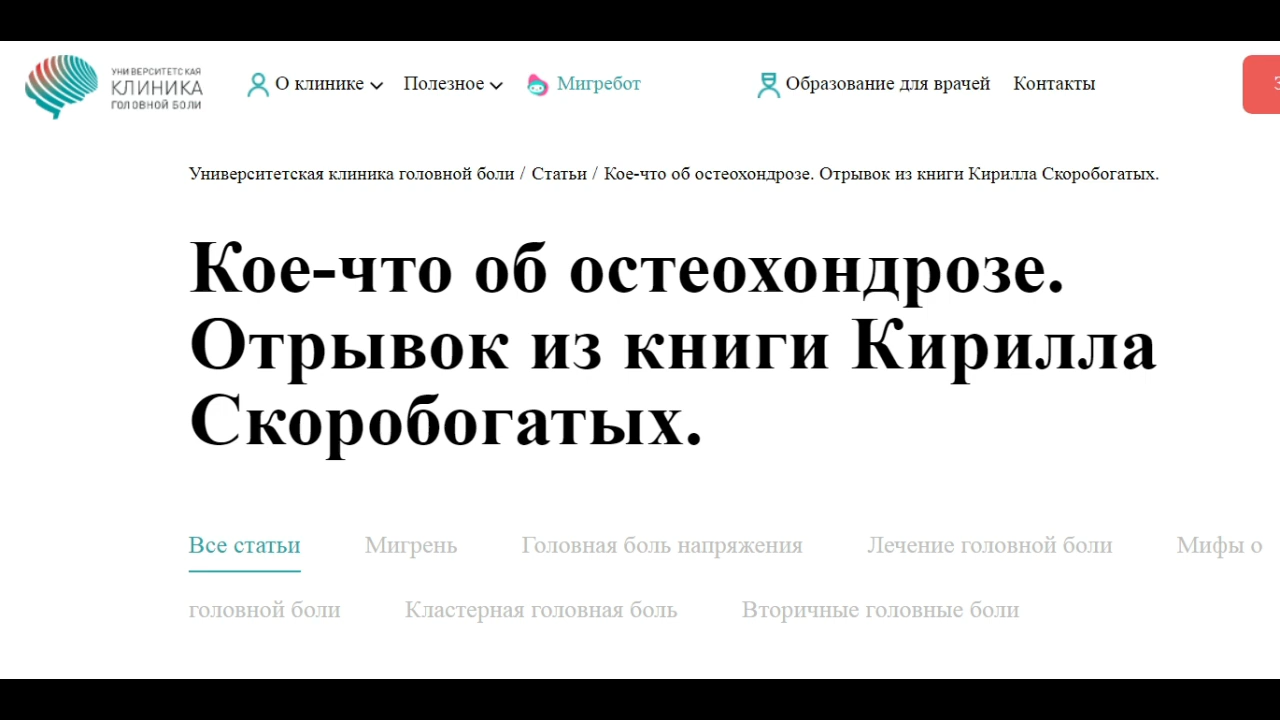 УНИВЕРСИТЕТСКАЯ
КЛИНИКА
ГОЛОВНОЙ БОЛИ
О клинике
Полезное
Мигребот
Образование для врачей
Контакты
Университетская клиника головной боли / Статьи / Кое-что об остеохондрозе. Отрывок из книги Кирилла Скоробогатых.
Кое-что об остеохондрозе.
Отрывок из книги Кирилла
Скоробогатых.
Все статьи Мигрень Головная боль напряжения Лечение головной боли Мифы о
головной боли Кластерная головная боль Вторичные головные боли